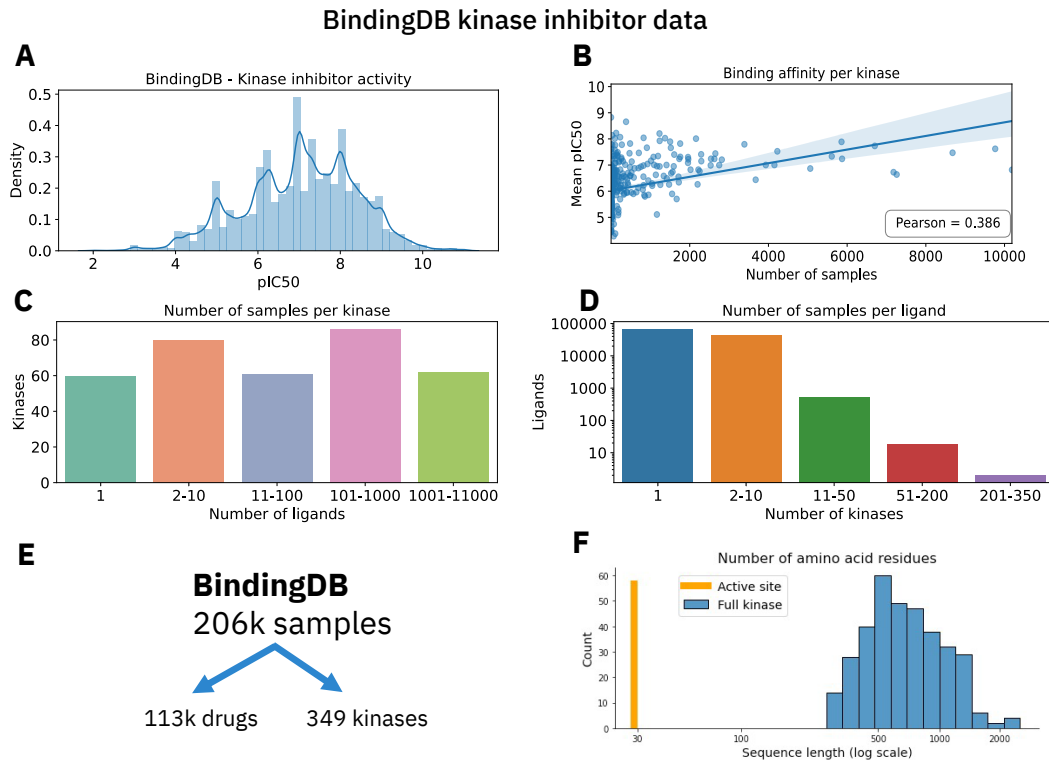 BindingDB kinase inhibitor data
A
BindingDB - Kinase inhibitor activity
Density
0.5
0.4
0.3
0.2
0.1
0.0
2 4 6 8 10
pIC50
B
Binding affinity per kinase
Mean pIC50
10
9
8
7
6
5
Pearson = 0.386
2000 4000 6000 8000 10000
Number of samples
C
Number of samples per kinase
Kinases
80
60
40
20
0
1 2-10 11-100 101-1000 1001-11000
Number of ligands
D
Number of samples per ligand
Ligands
100000
10000
1000
100
10
1 2-10 11-50 51-200 201-350
Number of kinases
E
BindingDB
206k samples
113k drugs 349 kinases
F
Number of amino acid residues
Count
60
50
40
30
20
10
0
Active site
Full kinase
30 100 500 1000 2000
Sequence length (log scale)